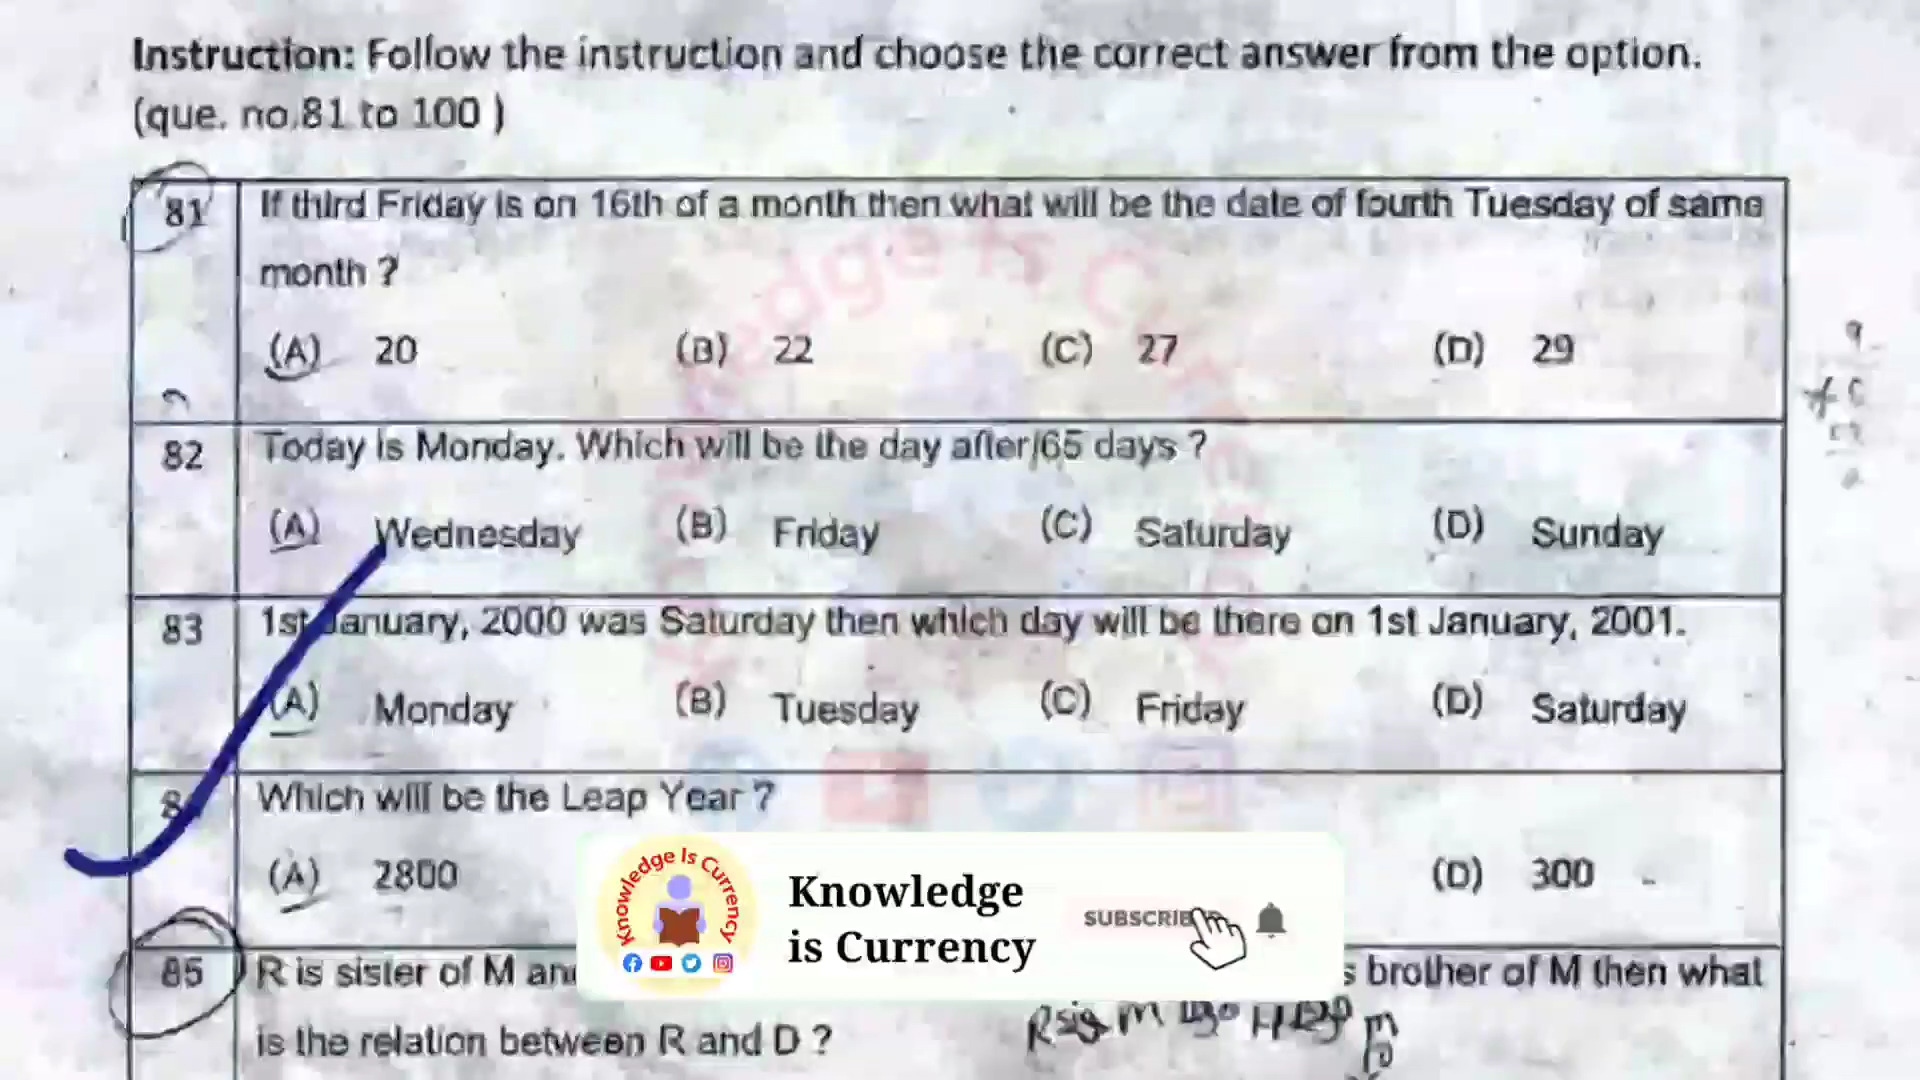 Instruction: Follow the instruction and choose the correct answer from the option.
(que. no.81 to 100 )
81 If third Friday is on 16th of a month then what will be the date of fourth Tuesday of same
month ?
(A) 20 (B) 22 (C) 27 (D) 29
82 Today is Monday. Which will be the day after 65 days ?
(A) Wednesday (B) Friday (C) Saturday (D) Sunday
83 1st January, 2000 was Saturday then which day will be there on 1st January, 2001.
(A) Monday (B) Tuesday (C) Friday (D) Saturday
Which will be the Leap Year ?
(A) 2800 (D) 300
Knowledge Is Currency
Knowledge
is Currency
SUBSCRIBE
85 R is sister of M and s brother of M then what
is the relation between R and D ?